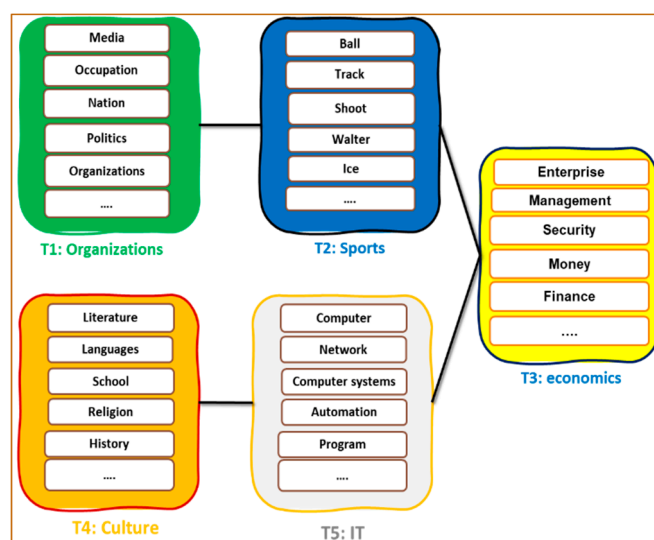 Media
Occupation
Nation
Politics
Organizations
....
T1: Organizations
Ball
Track
Shoot
Walter
Ice
....
T2: Sports
Enterprise
Management
Security
Money
Finance
....
T3: economics
Literature
Languages
School
Religion
History
....
T4: Culture
Computer
Network
Computer systems
Automation
Program
....
T5: IT